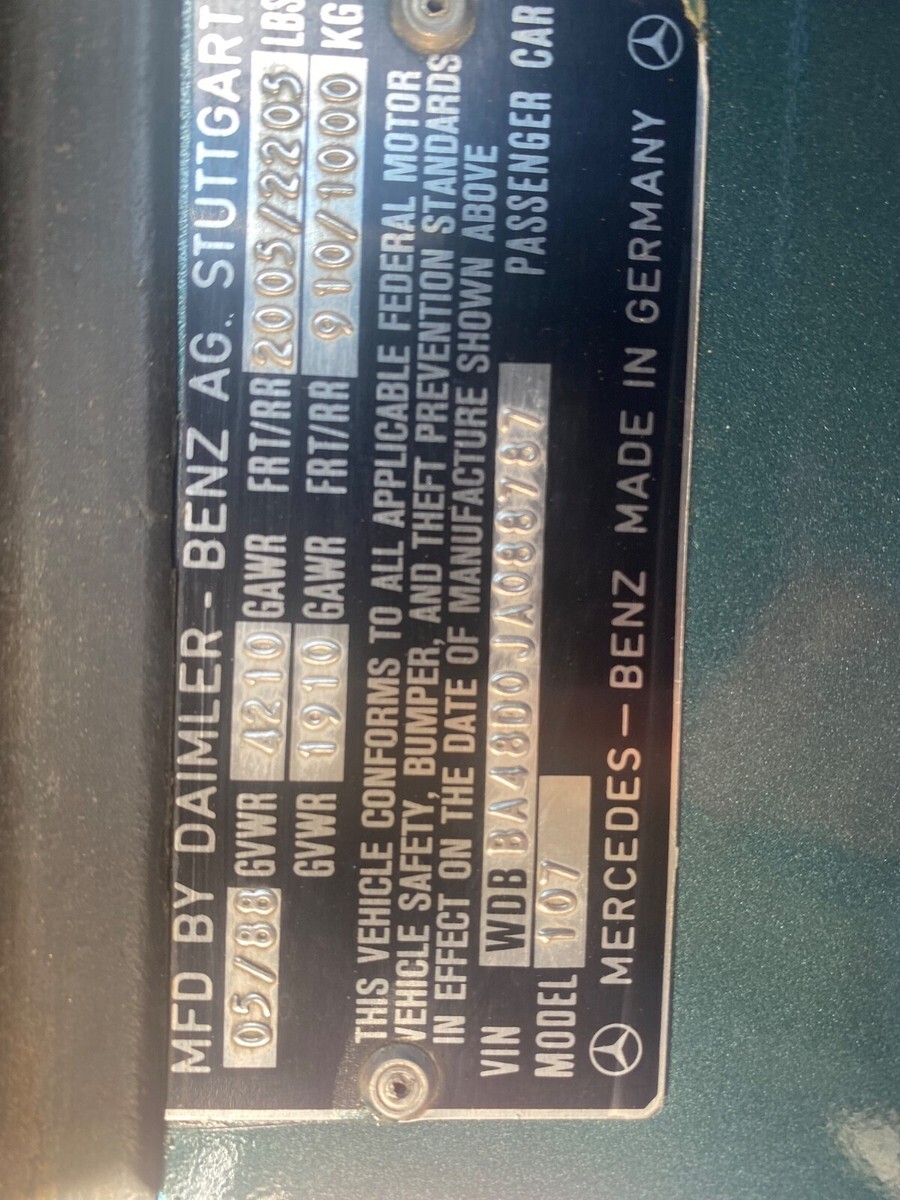 MFD BY DAIMLER - BENZ AG. STUTTGART
05/88 GVWR 4210 GAWR FRT/RR 2005/2205 LBS
GVWR 1910 GAWR FRT/RR 910/1000 KG
THIS VEHICLE CONFORMS TO ALL APPLICABLE FEDERAL MOTOR
VEHICLE SAFETY, BUMPER, AND THEFT PREVENTION STANDARDS
IN EFFECT ON THE DATE OF MANUFACTURE SHOWN ABOVE
VIN WDB BA48D0JA088787 PASSENGER CAR
MODEL 107
MERCEDES-BENZ MADE IN GERMANY